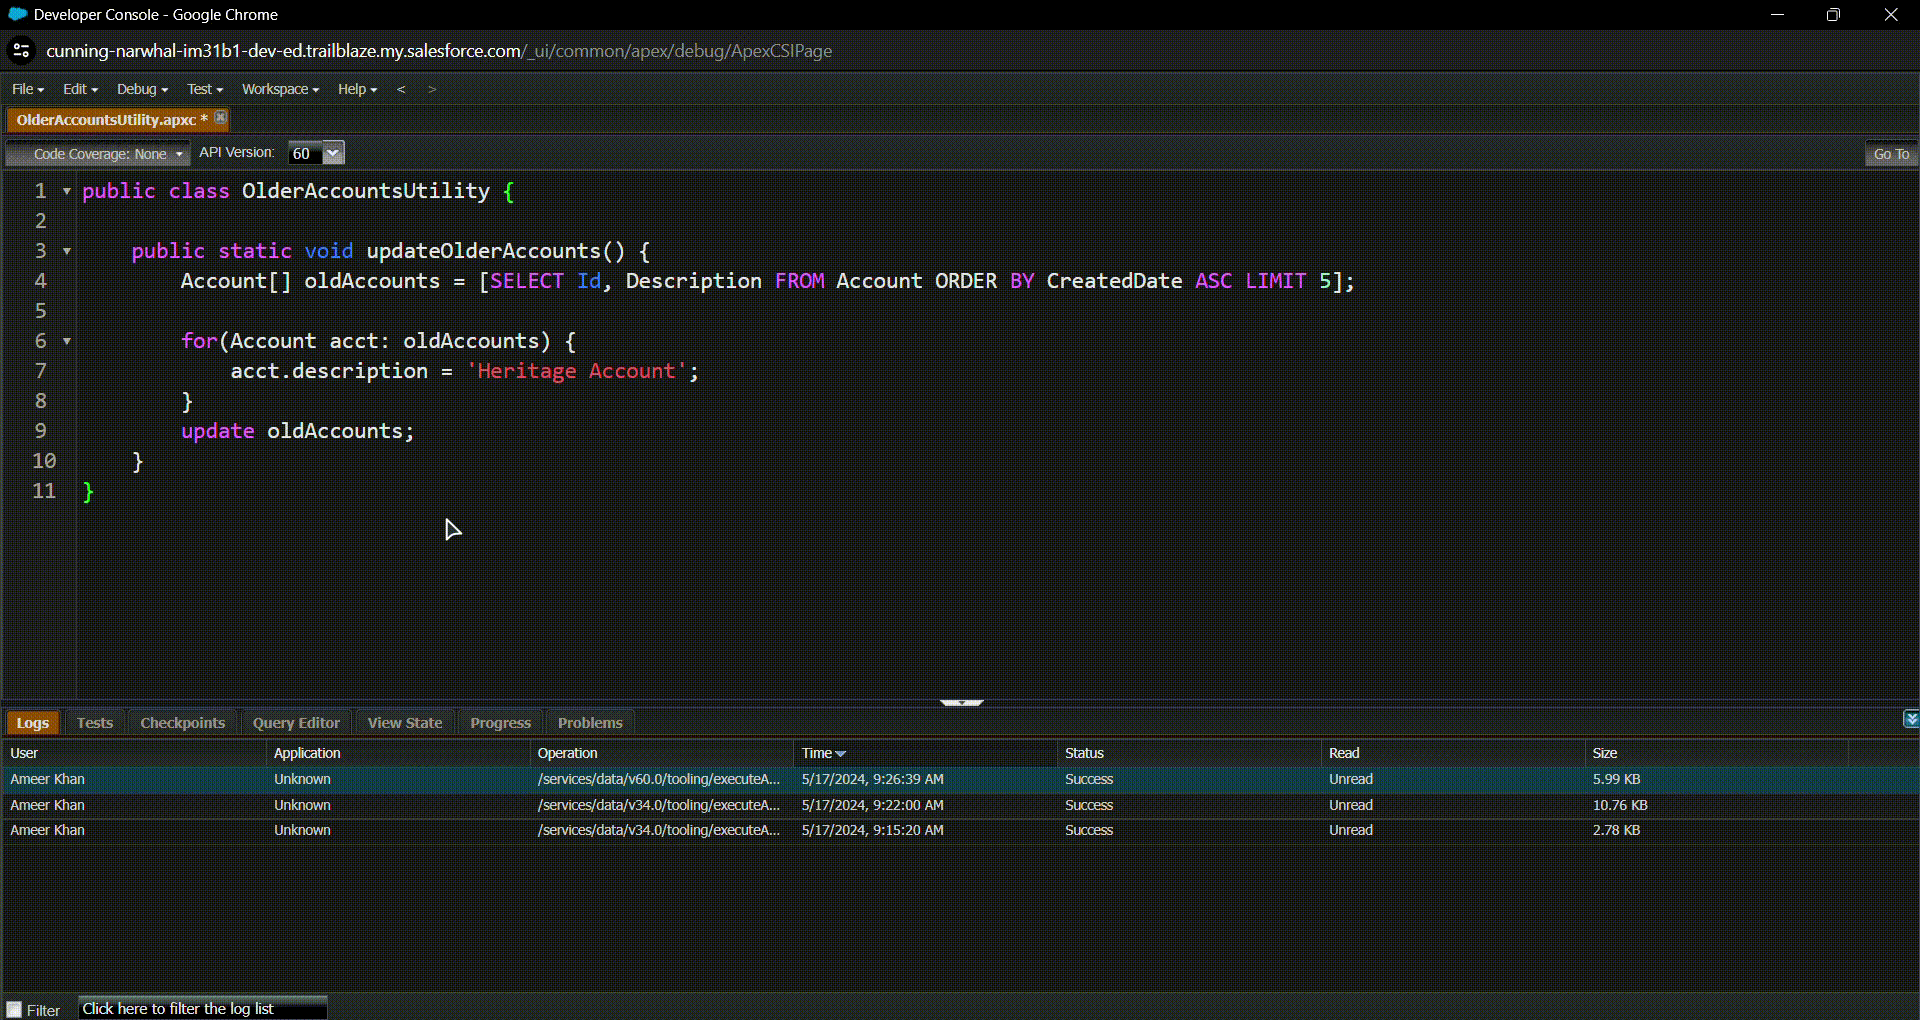 Developer Console - Google Chrome
cunning-narwhal-im31b1-dev-ed.trailblaze.my.salesforce.com/_ui/common/apex/debug/ApexCSIPage
File Edit Debug Test Workspace Help < >
OlderAccountsUtility.apxc *
Code Coverage: None API Version: 60 Go To
1 public class OlderAccountsUtility {
2
3 public static void updateOlderAccounts() {
4 Account[] oldAccounts = [SELECT Id, Description FROM Account ORDER BY CreatedDate ASC LIMIT 5];
5
6 for(Account acct: oldAccounts) {
7 acct.description = 'Heritage Account';
8 }
9 update oldAccounts;
10 }
11 }
Logs Tests Checkpoints Query Editor View State Progress Problems
User Application Operation Time Status Read Size
Ameer Khan Unknown /services/data/v60.0/tooling/executeA... 5/17/2024, 9:26:39 AM Success Unread 5.99 KB
Ameer Khan Unknown /services/data/v34.0/tooling/executeA... 5/17/2024, 9:22:00 AM Success Unread 10.76 KB
Ameer Khan Unknown /services/data/v34.0/tooling/executeA... 5/17/2024, 9:15:20 AM Success Unread 2.78 KB
Filter Click here to filter the log list